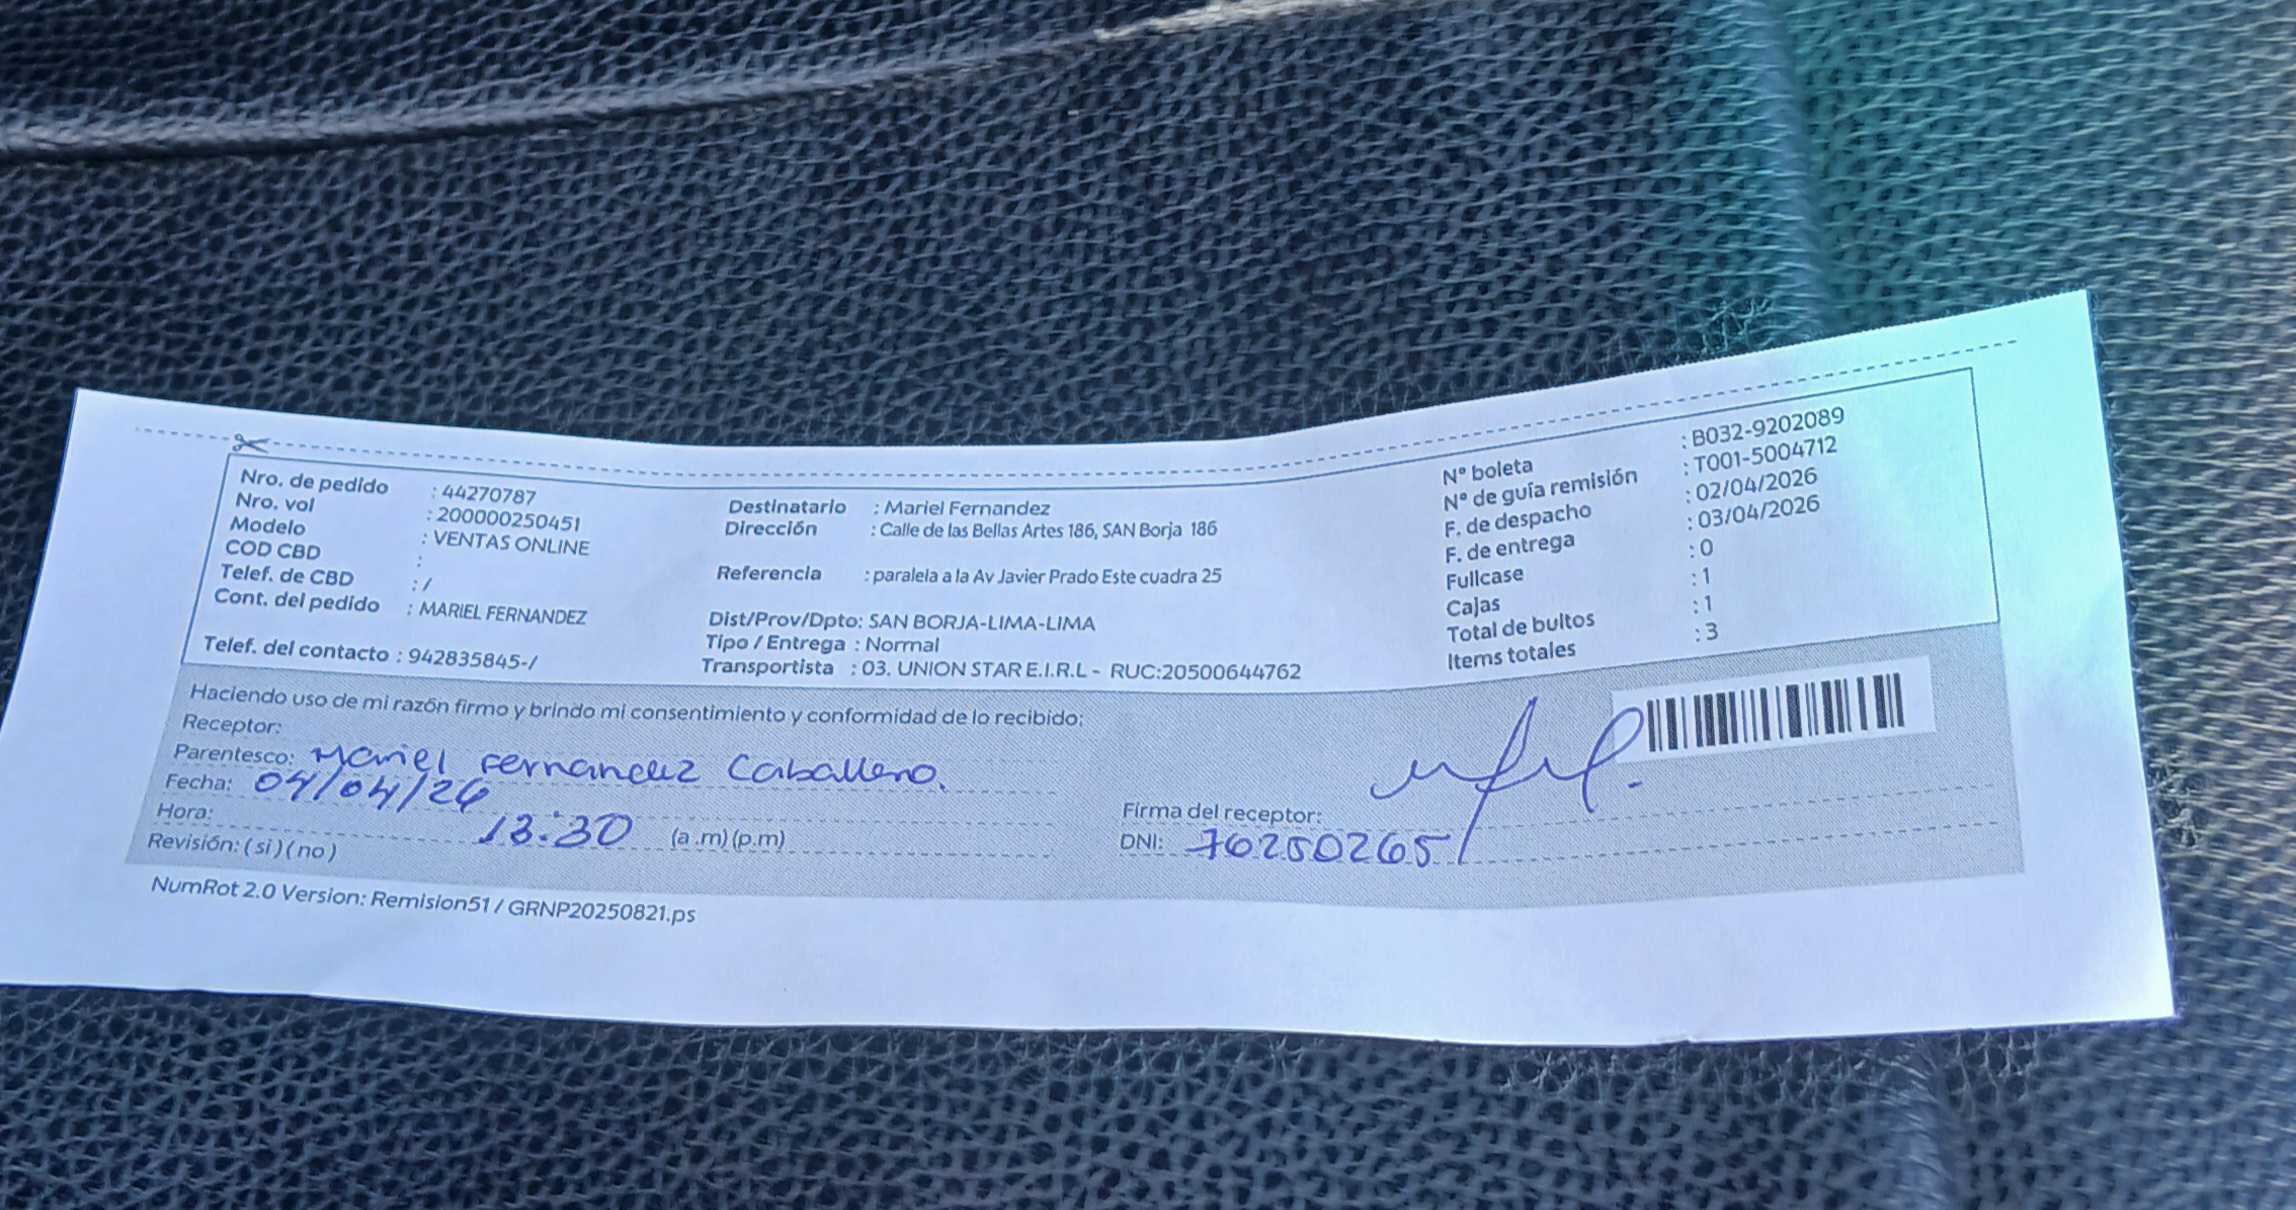 Nro. de pedido : 44270787
Nro. vol : 200000250451
Modelo : VENTAS ONLINE
COD CBD :
Telef. de CBD : /
Cont. del pedido : MARIEL FERNANDEZ
Telef. del contacto : 942835845-/
Destinatario : Mariel Fernandez
Dirección : Calle de las Bellas Artes 186, SAN Borja 186
Referencia : paralela a la Av Javier Prado Este cuadra 25
Dist/Prov/Dpto: SAN BORJA-LIMA-LIMA
Tipo / Entrega : Normal
Transportista : 03. UNION STAR E.I.R.L - RUC:20500644762
Nº boleta : B032-9202089
Nº de guía remisión : T001-5004712
F. de despacho : 02/04/2026
F. de entrega : 03/04/2026
Fullcase : 0
Cajas : 1
Total de bultos : 1
Items totales : 3
Haciendo uso de mi razón firmo y brindo mi consentimiento y conformidad de lo recibido:
Receptor:
Parentesco: Mariel Fernandez Caballero.
Fecha: 04/04/26
Hora: 13:30 (a .m) (p.m)
Revisión: ( si ) ( no )
Firma del receptor:
DNI: 70250265
NumRot 2.0 Version: Remision51 / GRNP20250821.ps